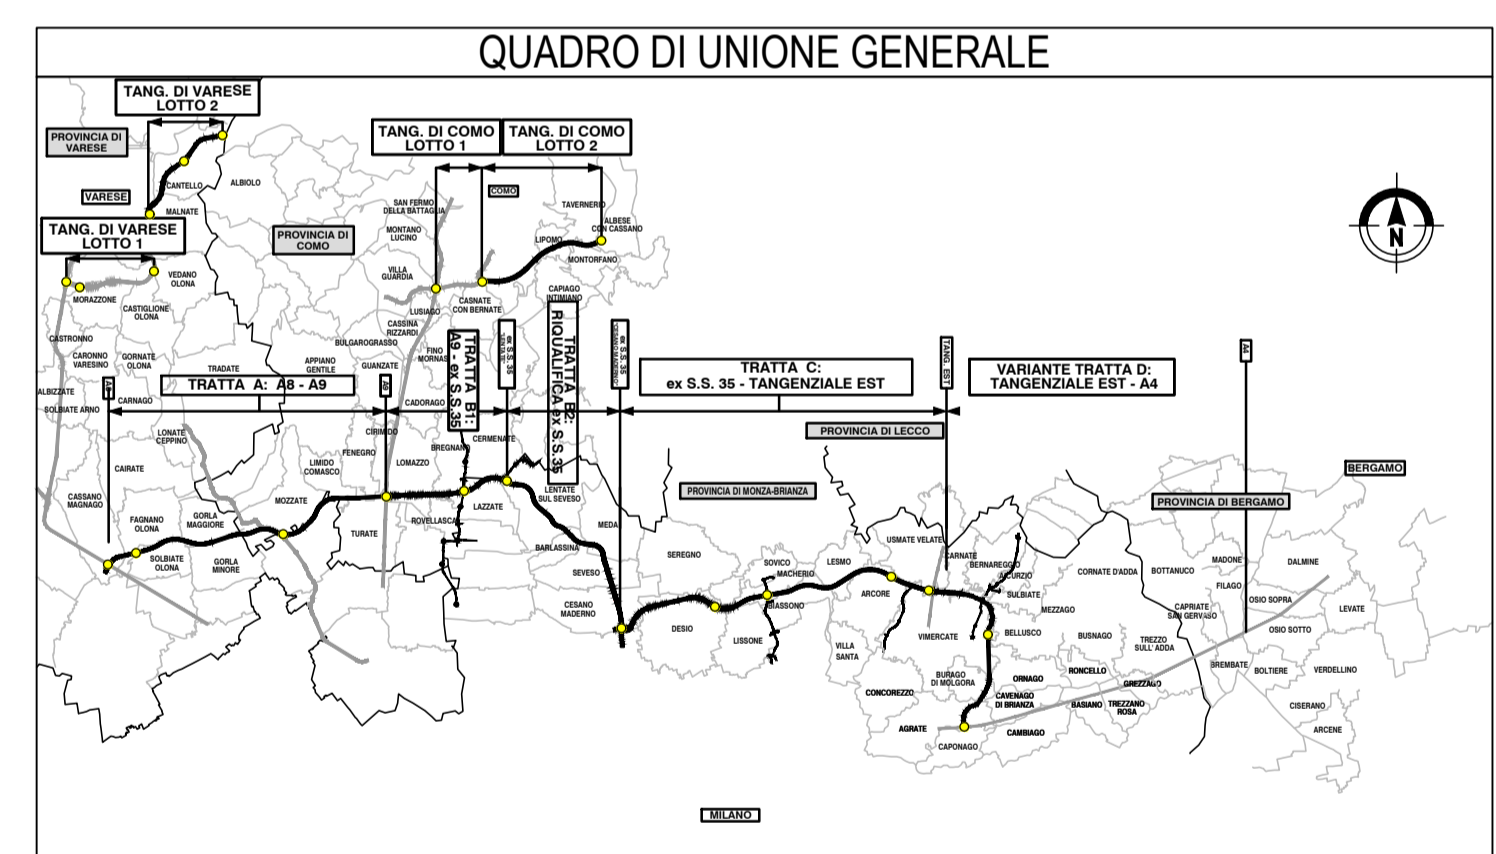 QUADRO DI UNIONE GENERALE
TANG. DI VARESE
LOTTO 2
PROVINCIA DI
VARESE
VARESE
CANTELLO
ALBIOLO
MALNATE
TANG. DI VARESE
LOTTO 1
VEDANO
OLONA
MORAZZONE
CASTIGLIONE
OLONA
CASTRONNO
CARONNO
VARESINO
GORNATE
OLONA
TRADATE
ALBIZZATE
SOLBIATE ARNO
CARNAGO
PROVINCIA DI
COMO
TANG. DI COMO
LOTTO 1
TANG. DI COMO
LOTTO 2
COMO
SAN FERMO
DELLA BATTAGLIA
MONTANO
LUCINO
VILLA
GUARDIA
TAVERNERIO
ALBESE
CON CASSANO
LIPOMO
MONTORFANO
CAPIAGO
INTIMIANO
CASNATE
CON BERNATE
LUSIAGO
CASSINA
RIZZARDI
BULGAROGRASSO
FINO
MORNAS
APPIANO
GENTILE
GUANZATE
TRATTA A: A8 - A9
A9
TRATTA B1:
A9 - ex S.S.35
ex S.S. 35
TRATTA B2:
RIQUALIFICA ex S.S.35
ex S.S. 35
TRATTA C:
ex S.S. 35 - TANGENZIALE EST
TANG. EST
VARIANTE TRATTA D:
TANGENZIALE EST - A4
A4
CADORAGO
CIRIMIDO
FENEGRO
LIMIDO
COMASCO
LOMAZZO
BREGNANO
CERMENATE
LONATE
CEPPINO
CAIRATE
CASSANO
MAGNAGO
FAGNANO
OLONA
GORLA
MAGGIORE
MOZZATE
SOLBIATE
OLONA
GORLA
MINORE
TURATE
ROVELLASCA
LAZZATE
LENTATE
SUL SEVESO
MEDA
BARLASSINA
SEVESO
CESANO
MADERNO
PROVINCIA DI LECCO
PROVINCIA DI MONZA-BRIANZA
PROVINCIA DI BERGAMO
BERGAMO
SEREGNO
DESIO
LISSONE
SOVICO
MACHERIO
BIASSONO
LESMO
ARCORE
USMATE VELATE
CARNATE
BERNAREGGIO
AICURZIO
SULBIATE
MEZZAGO
CORNATE D'ADDA
BOTTANUCO
MADONE
DALMINE
FILAGO
OSIO SOPRA
CAPRIATE
SAN GERVASO
LEVATE
OSIO SOTTO
VILLA
SANTA
VIMERCATE
BELLUSCO
BUSNAGO
TREZZO
SULL' ADDA
BREMBATE
BOLTIERE
VERDELLINO
BURAGO
DI MOLGORA
ORNAGO
RONCELLO
GREZZAGO
CONCOREZZO
CAVENAGO
DI BRIANZA
BASIANO
TREZZANO
ROSA
CISERANO
ARCENE
AGRATE
CAMBIAGO
CAPONAGO
MILANO
N